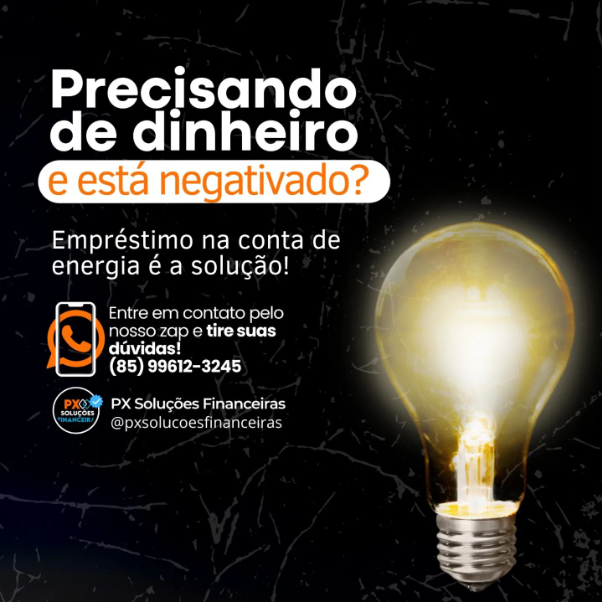 Precisando
de dinheiro
e está negativado?
Empréstimo na conta de
energia é a solução!
Entre em contato pelo
nosso zap e tire suas
dúvidas!
(85) 99612-3245
PX
SOLUÇÕES
FINANCEIRAS
PX Soluções Financeiras
@pxsolucoesfinanceiras